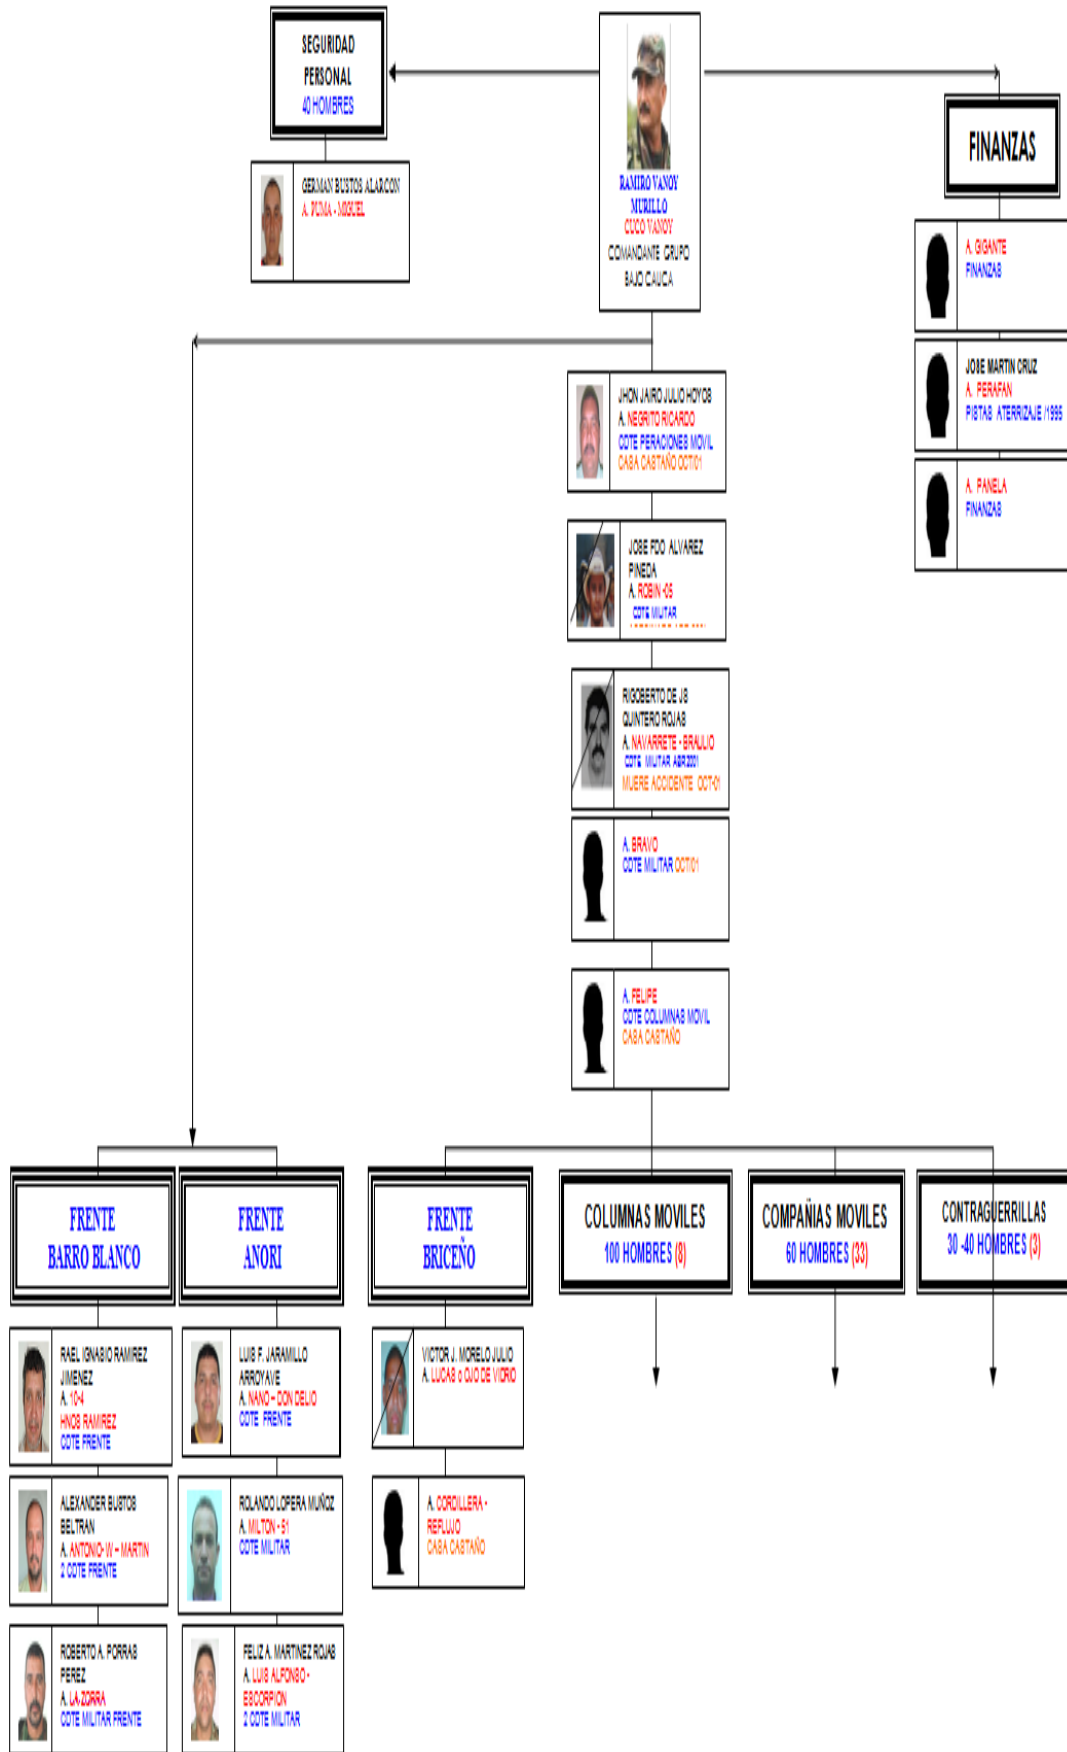 SEGURIDAD
PERSONAL
40 HOMBRES
GERMAN BUSTOS ALARCON
A. PUMA - MIGUEL
RAMIRO VANOY
MURILLO
CUCO VANOY
COMANDANTE GRUPO
BAJO CAUCA
FINANZAS
A. GIGANTE
FINANZAS
JOSE MARTIN CRUZ
A. PERAFAN
PISTAS ATERRIZAJE /1995
A. PANELA
FINANZAS
JHON JAIRO JULIO HOYOS
A. NEGRITO RICARDO
CDTE PERACIONES MOVIL
CASA CASTAÑO OCT/01
JOSE FDO ALVAREZ
PINEDA
A. ROBIN -05
CDTE MILITAR
RIGOBERTO DE JS
QUINTERO ROJAS
A. NAVARRETE - BRAULIO
CDTE MILITAR ABR2001
MUERE ACCIDENTE OCT-01
A. BRAVO
CDTE MILITAR OCT/01
A. FELIPE
CDTE COLUMNAS MOVIL
CASA CASTAÑO
FRENTE
BARRO BLANCO
RAEL IGNASIO RAMIREZ
JIMENEZ
A. 10-4
HNOS RAMIREZ
CDTE FRENTE
ALEXANDER BUSTOS
BELTRAN
A. ANTONIO- W – MARTIN
2 CDTE FRENTE
ROBERTO A. PORRAS
PEREZ
A. LA ZORRA
CDTE MILITAR FRENTE
FRENTE
ANORI
LUIS F. JARAMILLO
ARROYAVE
A. NANO – DON DELIO
CDTE FRENTE
ROLANDO LOPERA MUÑOZ
A. MILTON - 51
CDTE MILITAR
FELIZ A. MARTINEZ ROJAS
A. LUIS ALFONSO -
ESCORPION
2 CDTE MILITAR
FRENTE
BRICEÑO
VICTOR J. MORELO JULIO
A. LUCAS o OJO DE VIDRIO
A. CORDILLERA -
REFLUJO
CASA CASTAÑO
COLUMNAS MOVILES
100 HOMBRES (8)
COMPAÑIAS MOVILES
60 HOMBRES (33)
CONTRAGUERRILLAS
30 -40 HOMBRES (3)